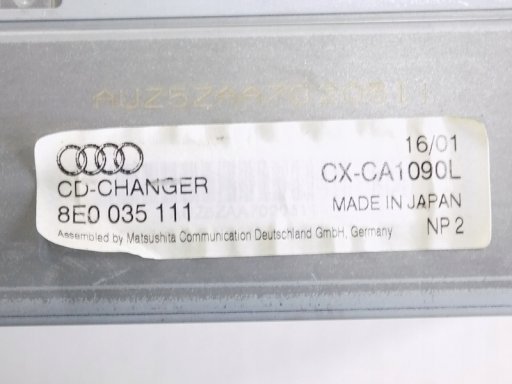 AUZ5ZAA7020311
16/01
CD-CHANGER CX-CA1090L
8E0 035 111 MADE IN JAPAN
Assembled by Matsushita Communication Deutschland GmbH, Germany NP 2